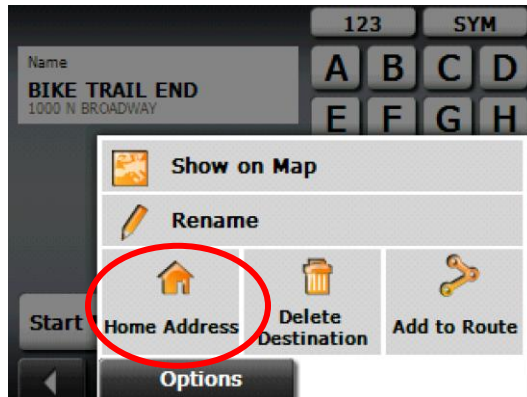 123 SYM
Name
BIKE TRAIL END
1000 N BROADWAY
A B C D
E F G H
Show on Map
Rename
Home Address
Delete
Destination
Add to Route
Start
Options